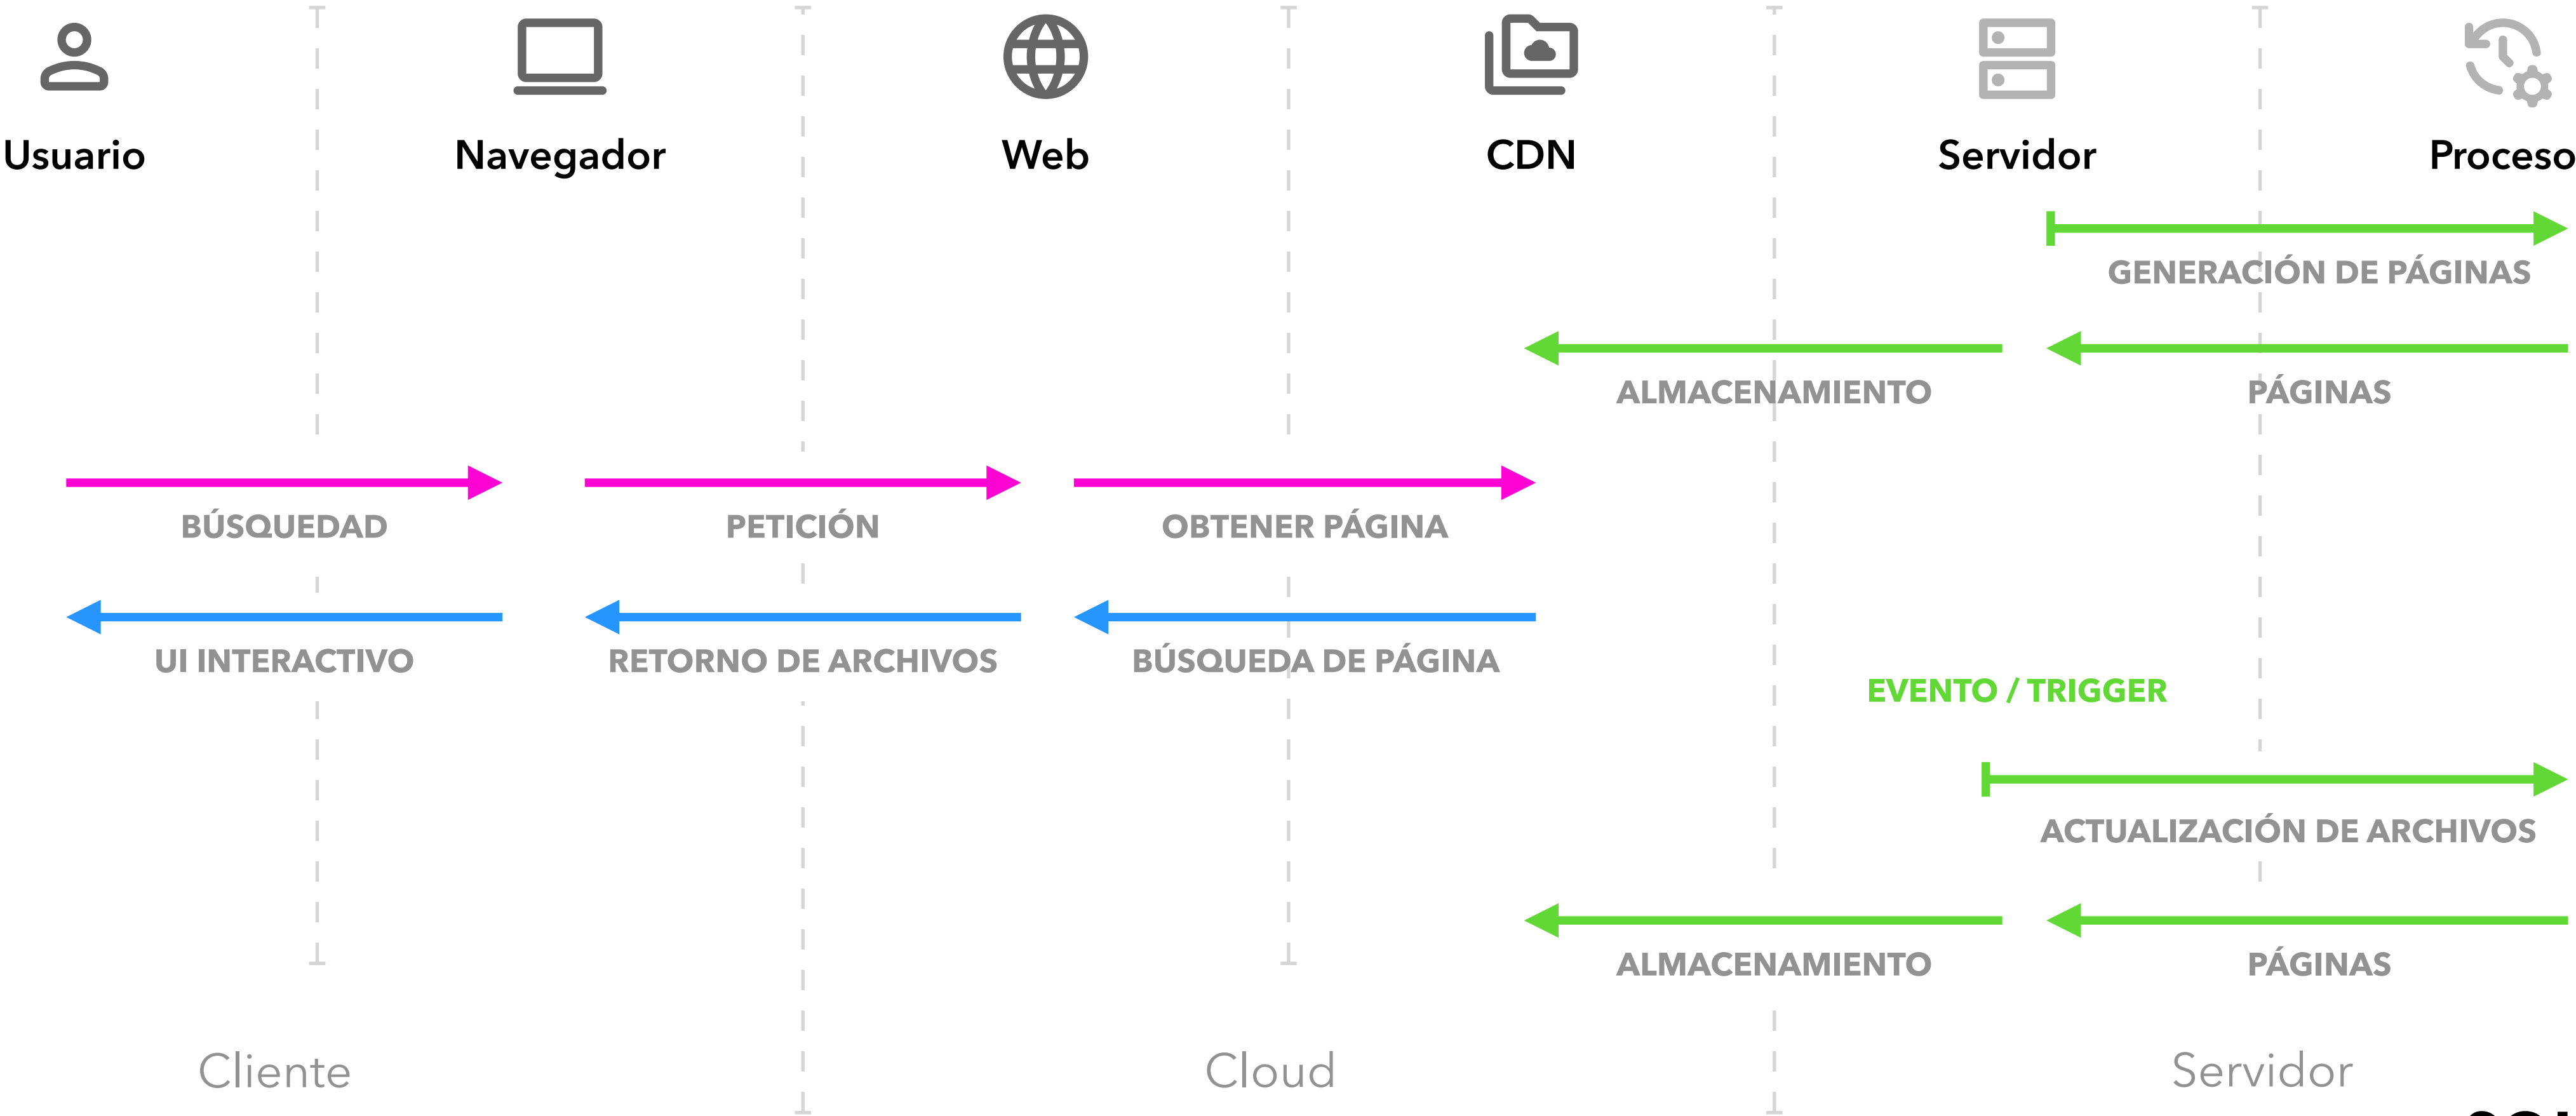 Usuario
Navegador
Web
CDN
Servidor
Proceso
GENERACIÓN DE PÁGINAS
ALMACENAMIENTO
PÁGINAS
BÚSQUEDAD
PETICIÓN
OBTENER PÁGINA
UI INTERACTIVO
RETORNO DE ARCHIVOS
BÚSQUEDA DE PÁGINA
EVENTO / TRIGGER
ACTUALIZACIÓN DE ARCHIVOS
ALMACENAMIENTO
PÁGINAS
Cliente
Cloud
Servidor